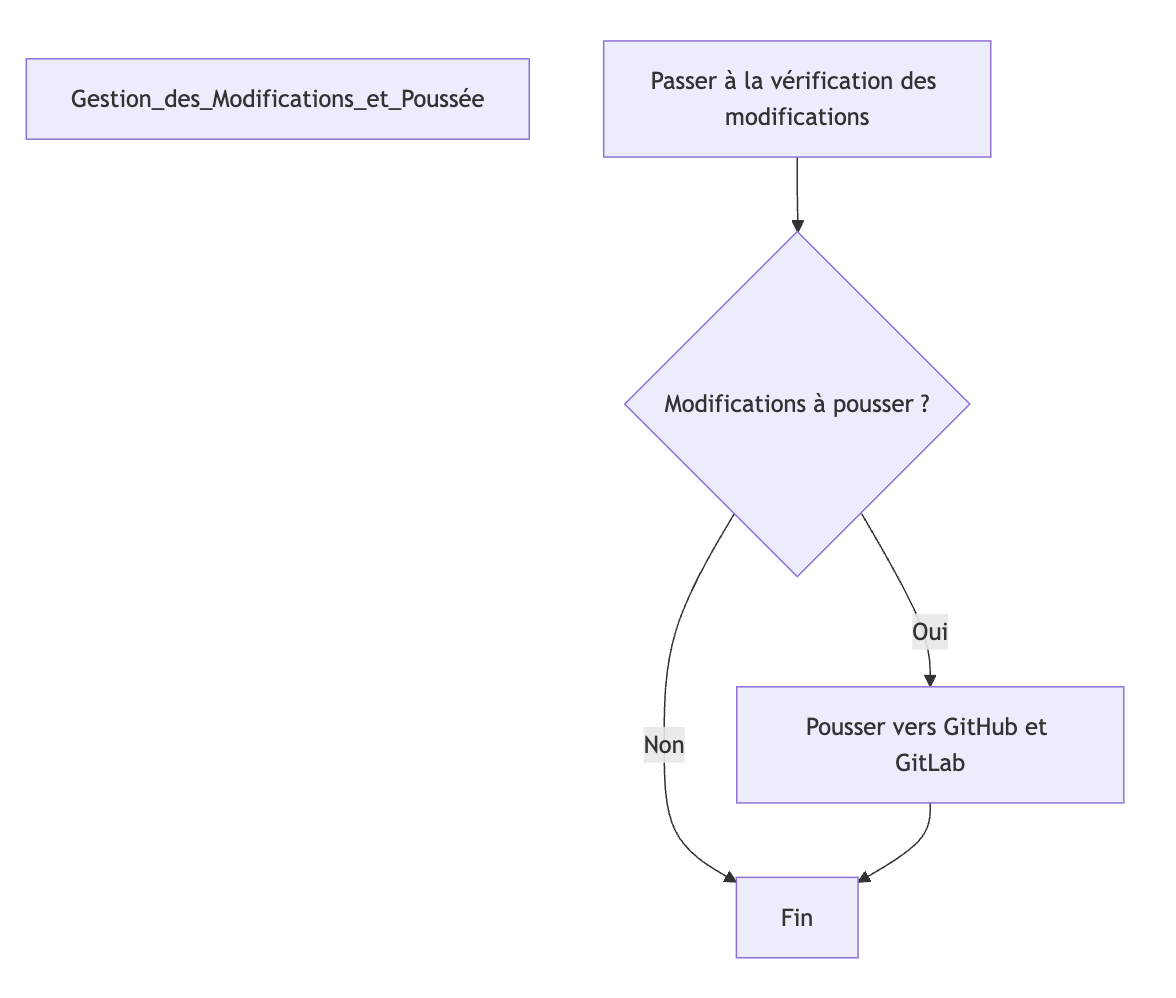 Gestion_des_Modifications_et_Poussée
Passer à la vérification des
modifications
Modifications à pousser ?
Oui
Pousser vers GitHub et
GitLab
Non
Fin